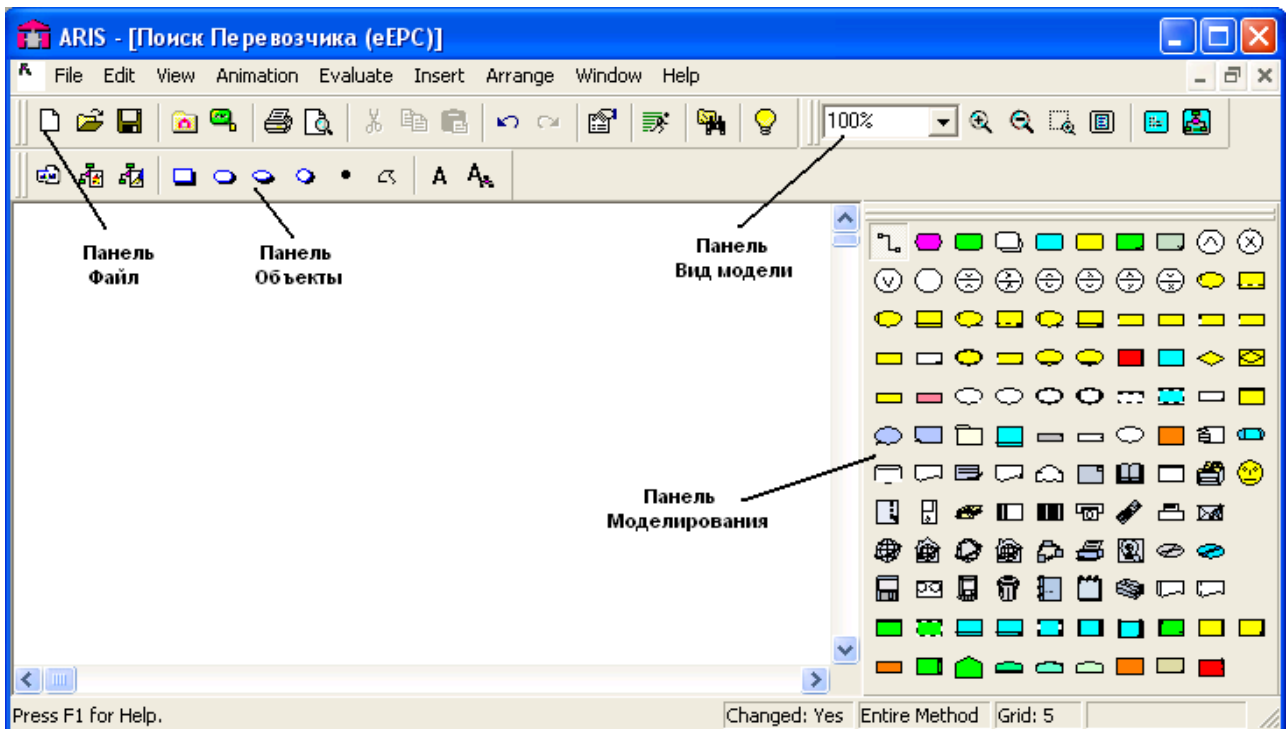 ARIS - [Поиск Перевозчика (eEPC)]
File Edit View Animation Evaluate Insert Arrange Window Help
100%
A A
Панель
Файл
Панель
Объекты
Панель
Вид модели
Панель
Моделирования
Press F1 for Help.
Changed: Yes Entire Method Grid: 5